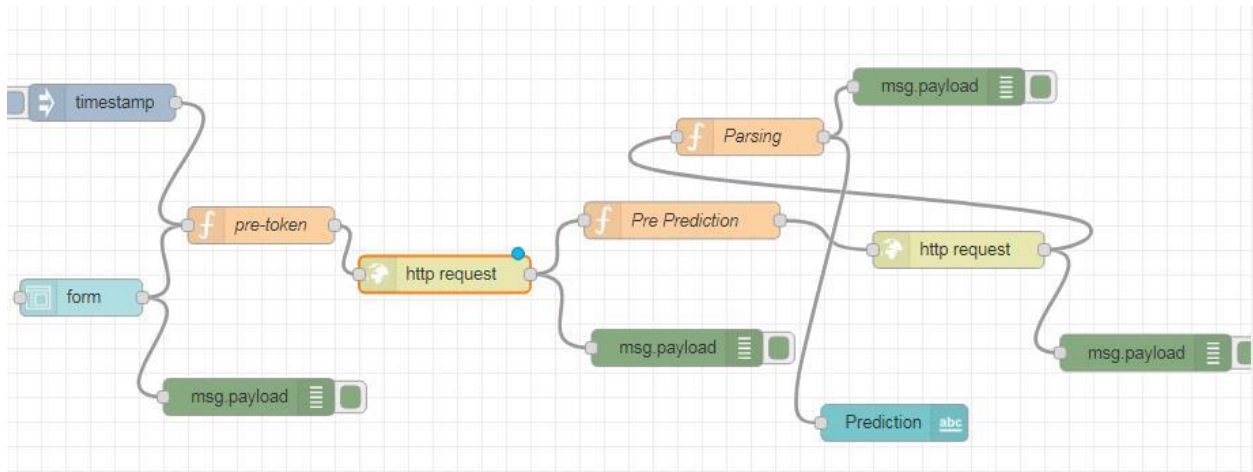 msg.payload
timestamp
Parsing
pre-token
Pre Prediction
http request
http request
form
msg.payload
msg.payload
msg.payload
Prediction
abc